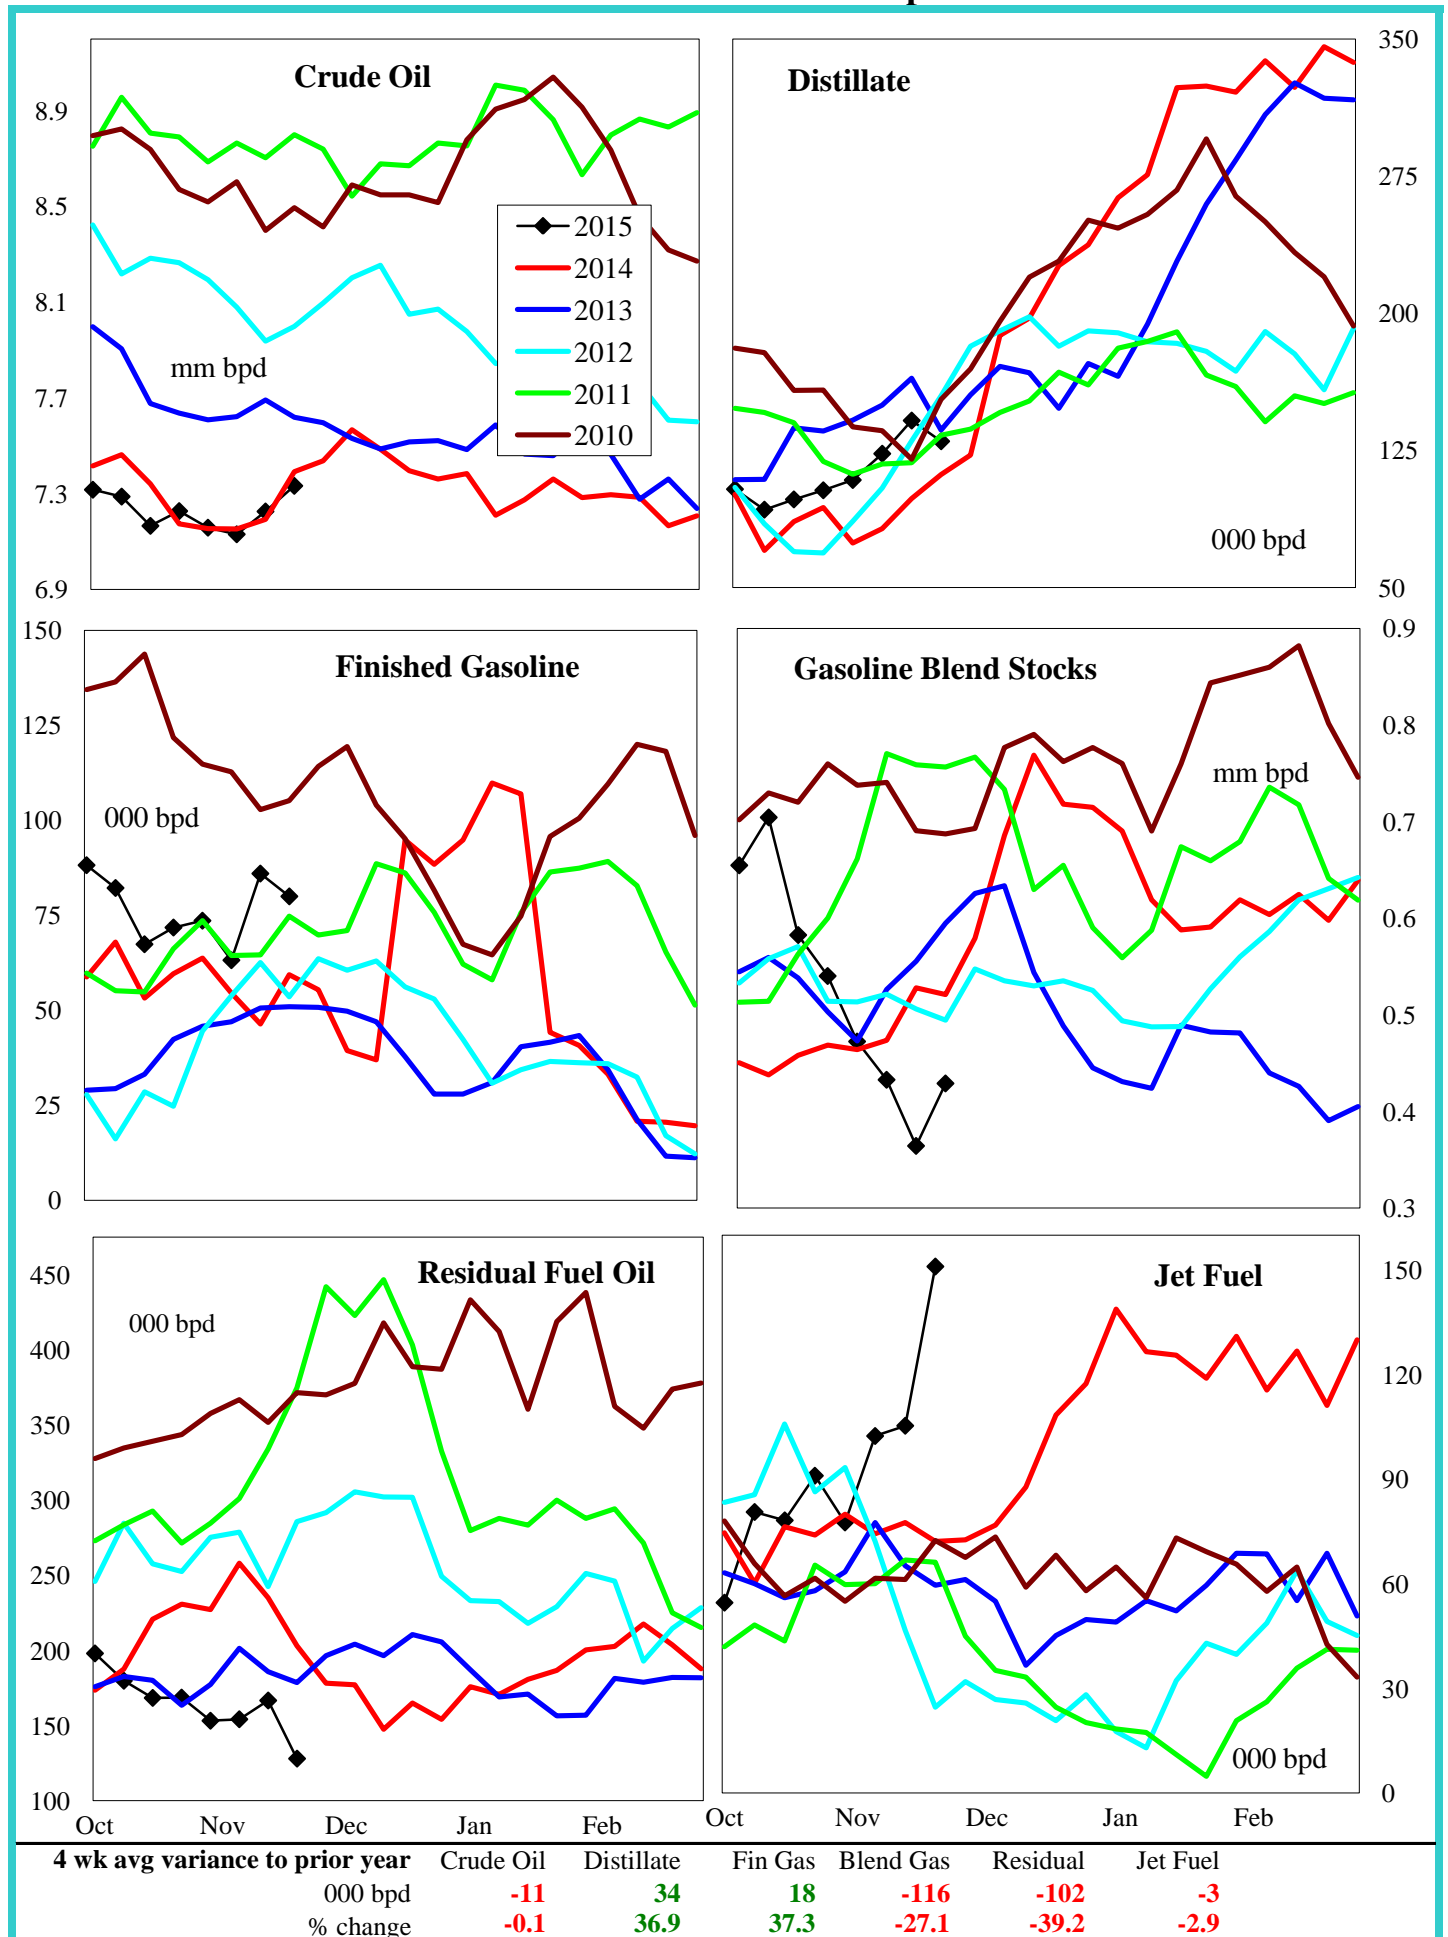 Crude Oil
8.9
8.5
8.1
7.7
7.3
6.9
mm bpd
2015
2014
2013
2012
2011
2010
Distillate
350
275
200
125
50
000 bpd
Finished Gasoline
150
125
100
75
50
25
0
000 bpd
Gasoline Blend Stocks
0.9
0.8
0.7
0.6
0.5
0.4
0.3
mm bpd
Residual Fuel Oil
450
400
350
300
250
200
150
100
000 bpd
Oct Nov Dec Jan Feb
Jet Fuel
150
120
90
60
30
0
000 bpd
Oct Nov Dec Jan Feb
4 wk avg variance to prior year Crude Oil Distillate Fin Gas Blend Gas Residual Jet Fuel
000 bpd -11 34 18 -116 -102 -3
% change -0.1 36.9 37.3 -27.1 -39.2 -2.9